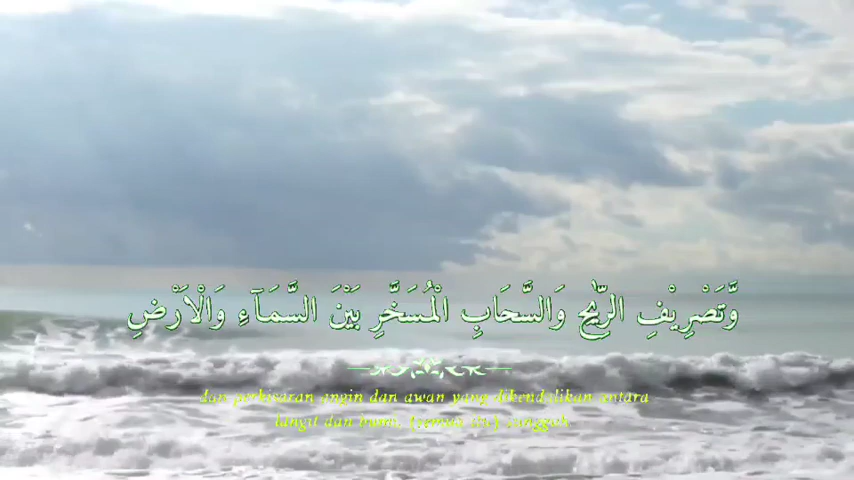 وَّتَصْرِيْفِ الرِّيٰحِ وَالسَّحَابِ الْمُسَخَّرِ بَيْنَ السَّمَاۤءِ وَالْاَرْضِ
dan perkisaran angin dan awan yang dikendalikan antara
langit dan bumi, (semua itu) sungguh